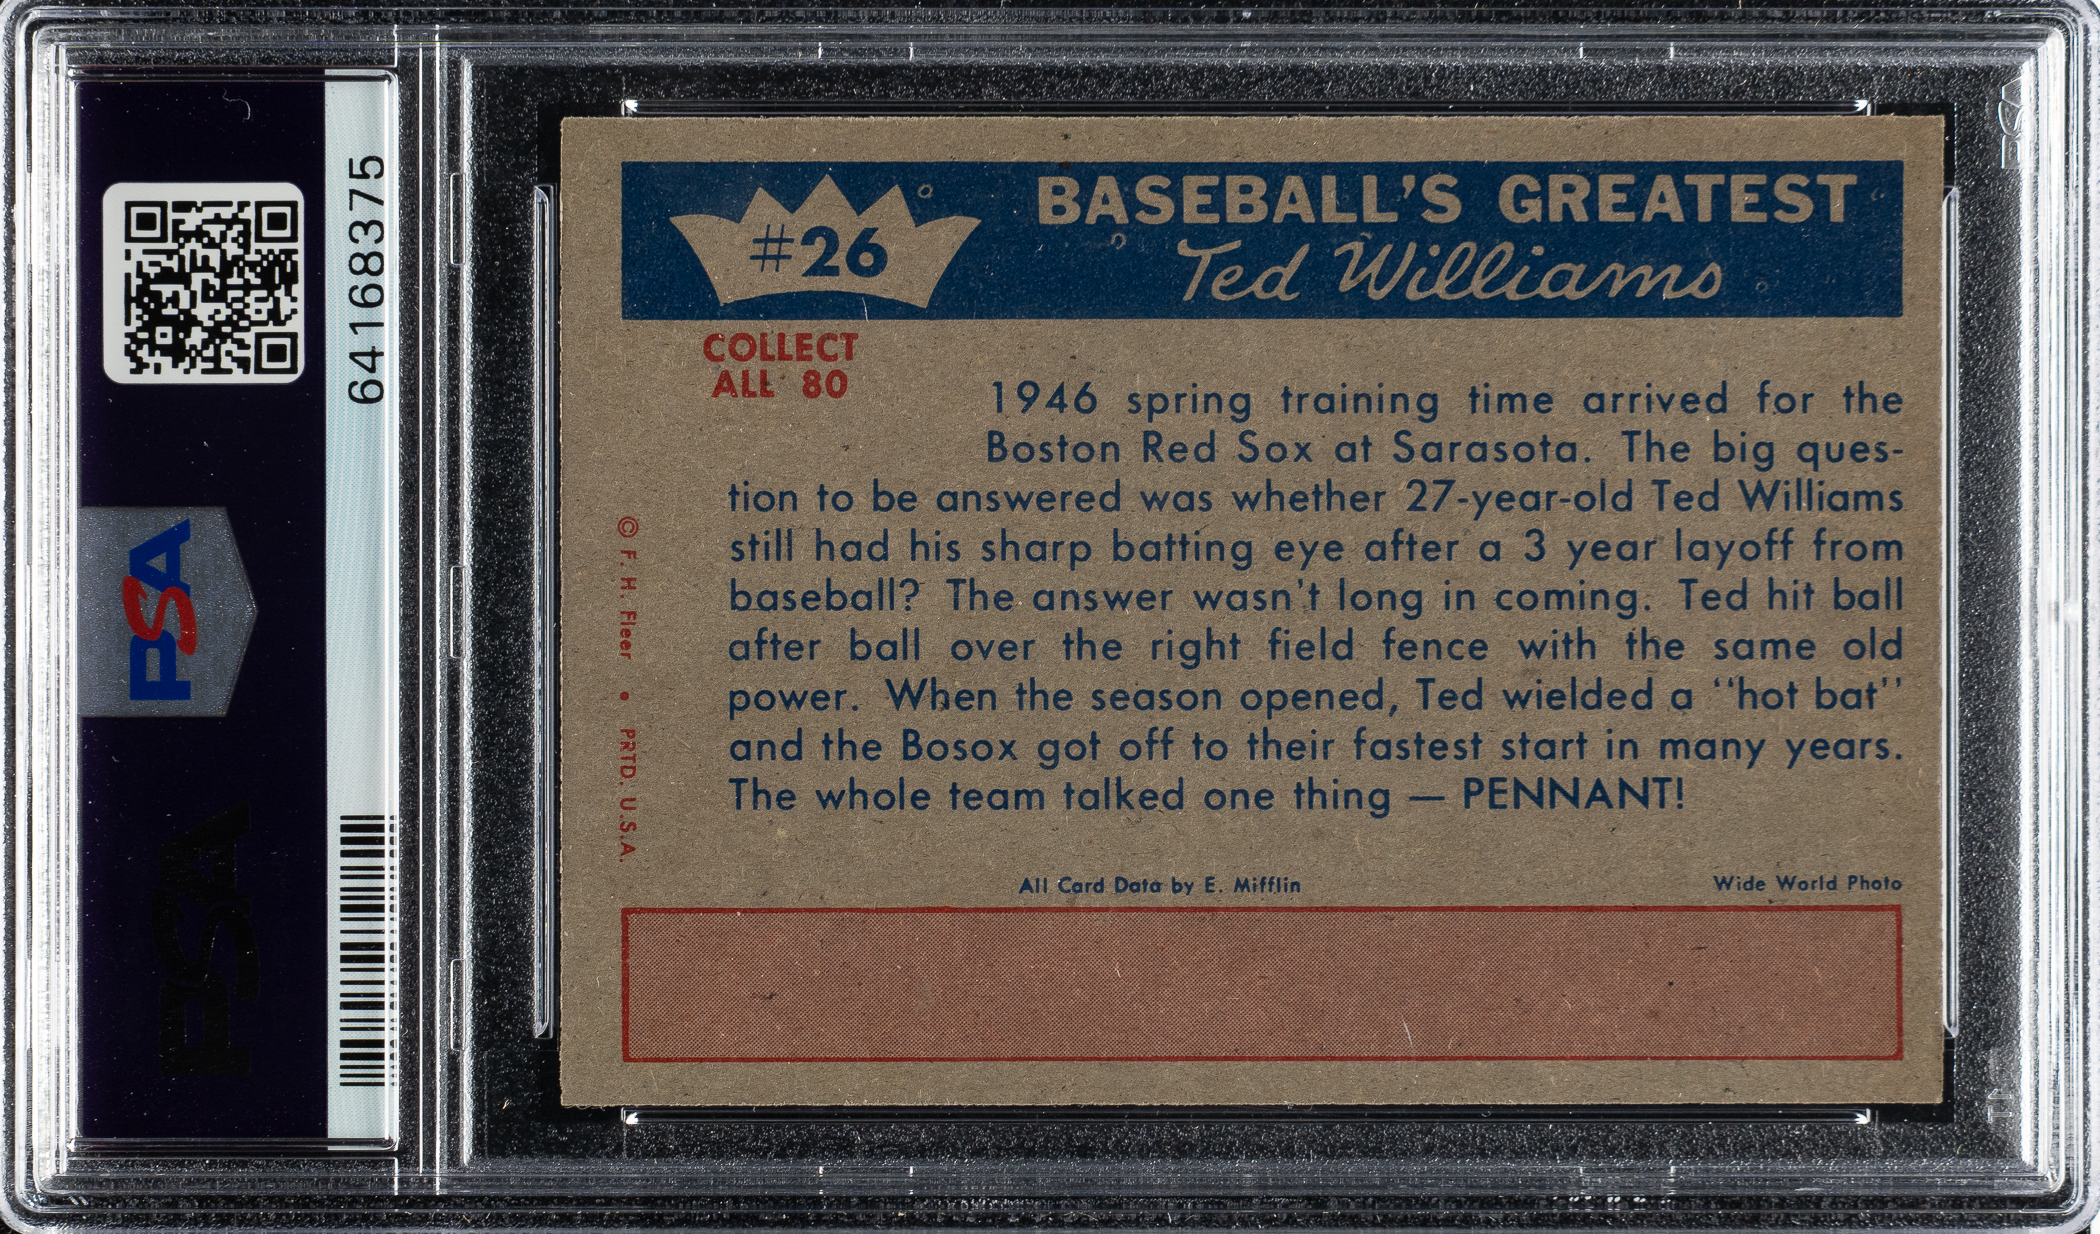 64168375
PSA
PSA
#26
BASEBALL'S GREATEST
Ted Williams
COLLECT
ALL 80
1946 spring training time arrived for the
Boston Red Sox at Sarasota. The big ques-
tion to be answered was whether 27-year-old Ted Williams
still had his sharp batting eye after a 3 year layoff from
baseball? The answer wasn't long in coming. Ted hit ball
after ball over the right field fence with the same old
power. When the season opened, Ted wielded a "hot bat"
and the Bosox got off to their fastest start in many years.
The whole team talked one thing — PENNANT!
© F. H. Fleer • PRTD. U.S.A.
All Card Data by E. Mifflin
Wide World Photo
PSA